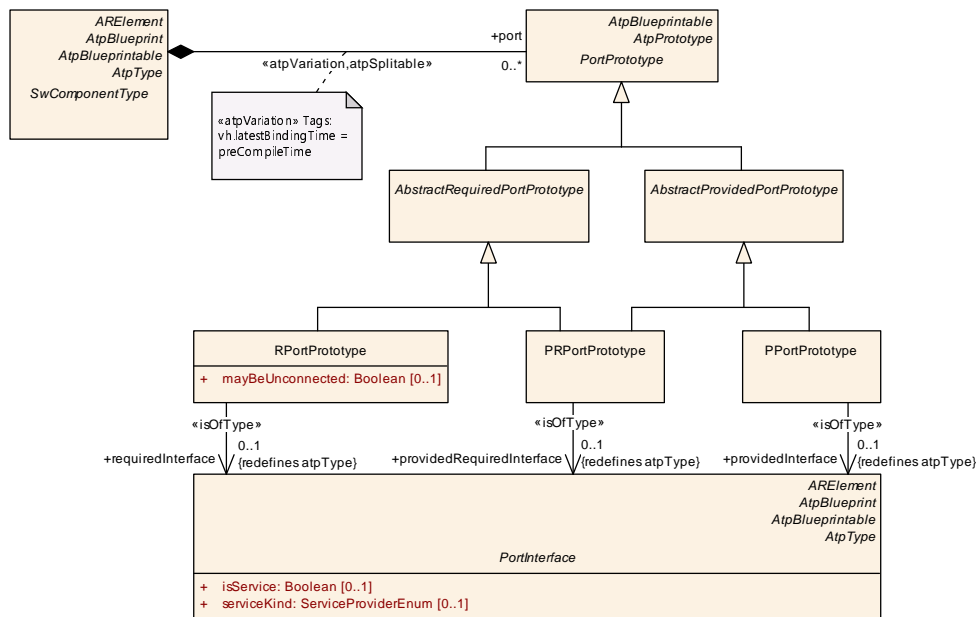 ARElement
AtpBlueprint
AtpBlueprintable
AtpType
SwComponentType
+port
«atpVariation,atpSplitable»
0..*
AtpBlueprintable
AtpPrototype
PortPrototype
«atpVariation» Tags:
vh.latestBindingTime =
preCompileTime
AbstractRequiredPortPrototype
AbstractProvidedPortPrototype
RPortPrototype
+ mayBeUnconnected: Boolean [0..1]
PRPortPrototype
PPortPrototype
«isOfType»
+requiredInterface
0..1
{redefines atpType}
«isOfType»
+providedRequiredInterface
0..1
{redefines atpType}
«isOfType»
+providedInterface
0..1
{redefines atpType}
ARElement
AtpBlueprint
AtpBlueprintable
AtpType
PortInterface
+ isService: Boolean [0..1]
+ serviceKind: ServiceProviderEnum [0..1]